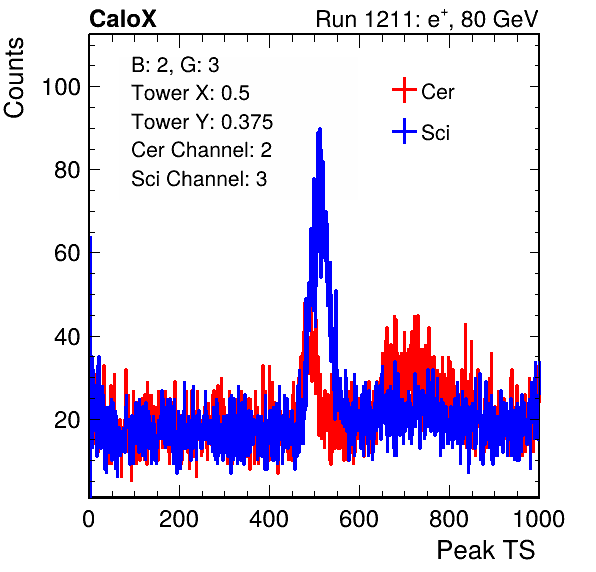 CaloX Run 1211: e⁺, 80 GeV
Counts
B: 2, G: 3
Tower X: 0.5
Tower Y: 0.375
Cer Channel: 2
Sci Channel: 3
Cer
Sci
100
80
60
40
20
0 200 400 600 800 1000
Peak TS